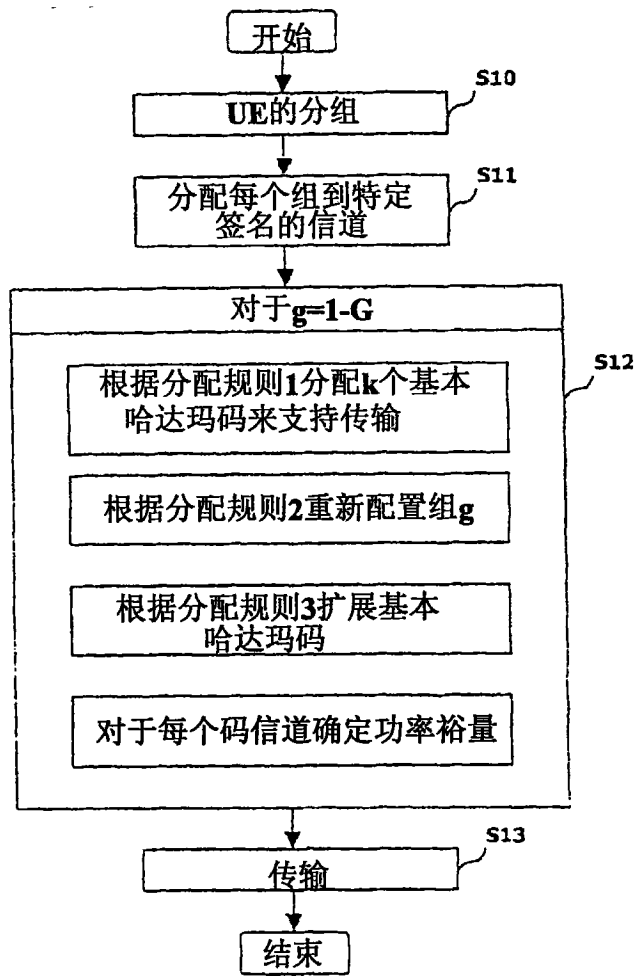 开始
S10
UE的分组
S11
分配每个组到特定
签名的信道
对于g=1-G
S12
根据分配规则1分配k个基本
哈达玛码来支持传输
根据分配规则2重新配置组g
根据分配规则3扩展基本
哈达玛码
对于每个码信道确定功率裕量
S13
传输
结束